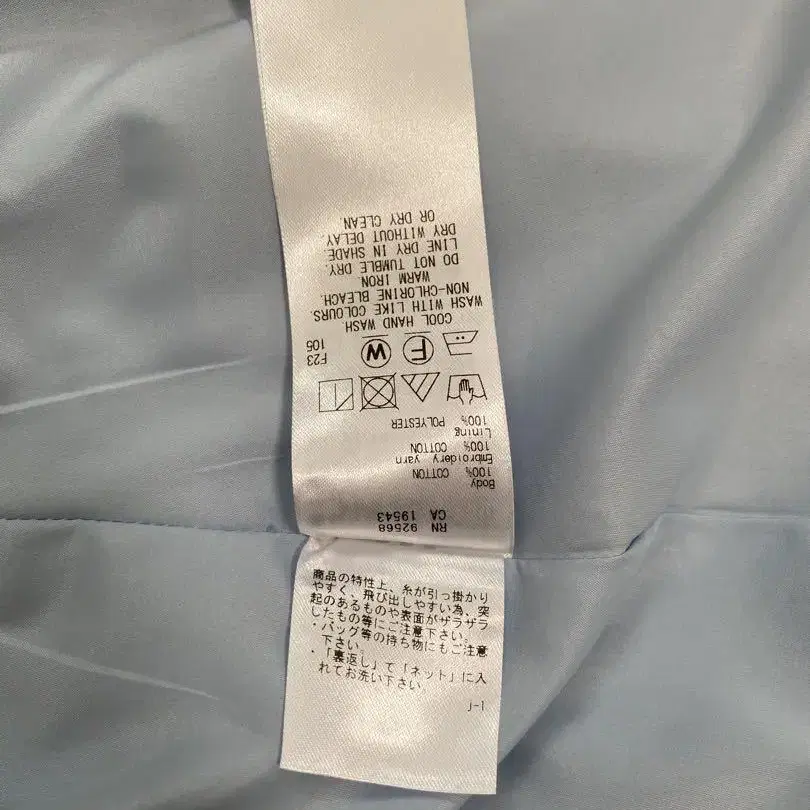 RN 92568
CA 19543
Body
100% COTTON
Embroidery yarn
100% COTTON
Lining
100% POLYESTER
F W
F23
105
COOL HAND WASH.
WASH WITH LIKE COLOURS.
NON-CHLORINE BLEACH.
WARM IRON.
DO NOT TUMBLE DRY.
LINE DRY IN SHADE.
DRY WITHOUT DELAY.
OR DRY CLEAN.
商品の特性上、糸が引っ掛かり
やすく、飛び出しやすい為、突
起のあるものや表面がザラザラ
したもの等にご注意下さい。
・バッグ等の持ち物にもご注意
下さい。
・「裏返し」て「ネット」に入
れてお洗い下さい。
J-1